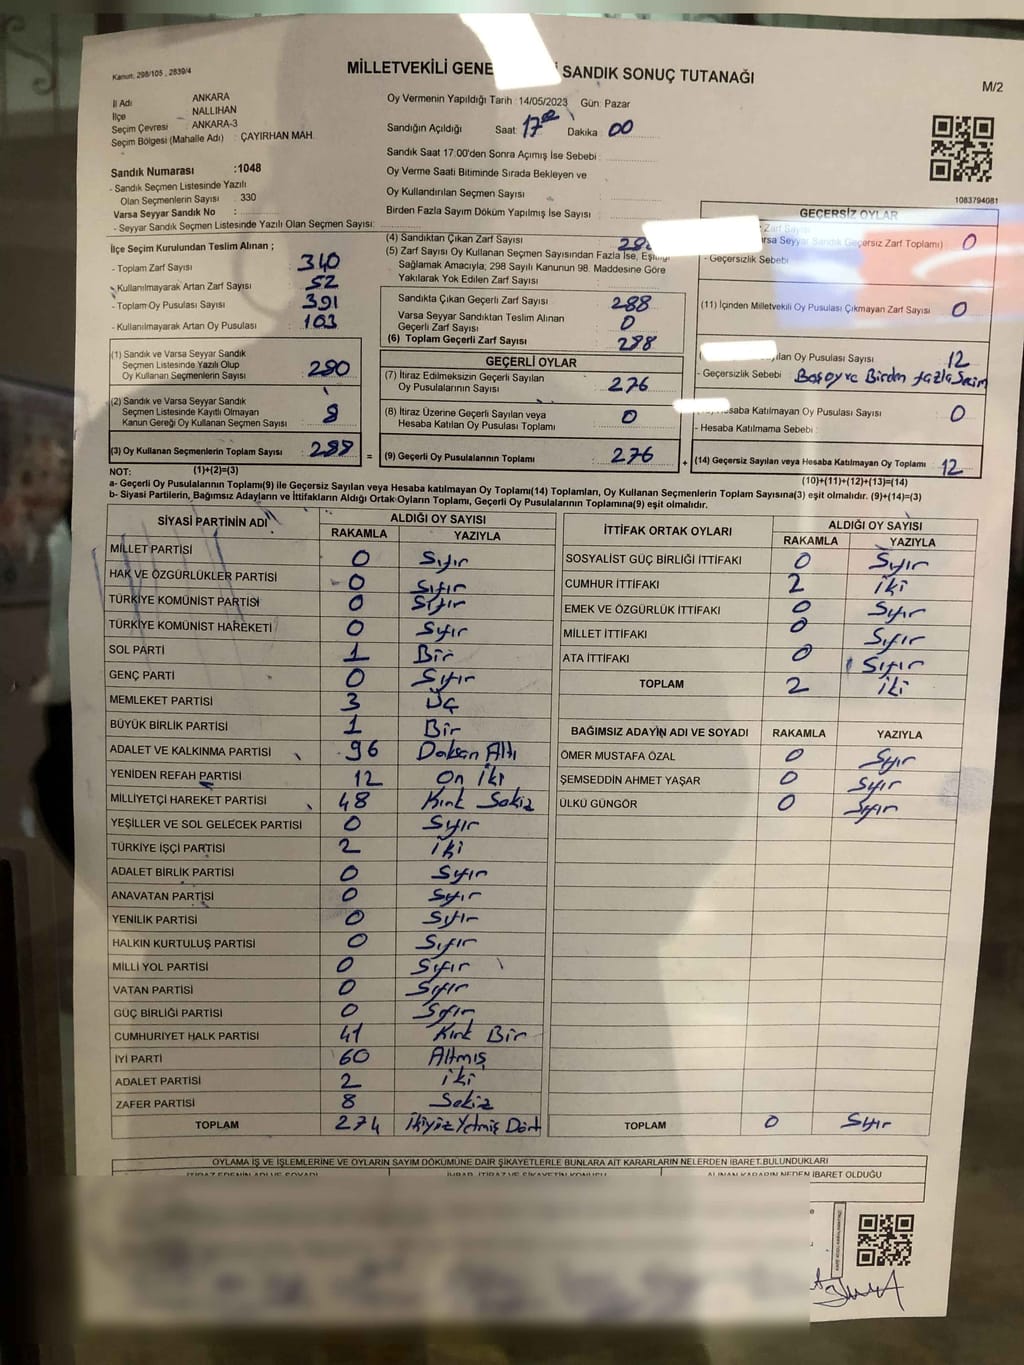 Kanun. 298/105 , 2839/4
MİLLETVEKİLİ GENE Sİ SANDIK SONUÇ TUTANAĞI
M/2
İl Adı ANKARA
İlçe NALLIHAN
Seçim Çevresi : ANKARA-3
Seçim Bölgesi (Mahalle Adı) : ÇAYIRHAN MAH.
Oy Vermenin Yapıldığı Tarih : 14/05/2023 Gün: Pazar
Sandığın Açıldığı Saat: 17 Dakika 00
Sandık Saat 17:00'den Sonra Açımış İse Sebebi :
Oy Verme Saati Bitiminde Sırada Bekleyen ve
Oy Kullandırılan Seçmen Sayısı
Birden Fazla Sayım Döküm Yapılmış İse Sayısı :
Sandık Numarası :1048
- Sandık Seçmen Listesinde Yazılı
Olan Seçmenlerin Sayısı : 330
Varsa Seyyar Sandık No :
- Seyyar Sandık Seçmen Listesinde Yazılı Olan Seçmen Sayısı:
1083794081
İlçe Seçim Kurulundan Teslim Alınan ;
- Toplam Zarf Sayısı : 340
- Kullanılmayarak Artan Zarf Sayısı : 52
- Toplam Oy Pusulası Sayısı : 391
- Kullanılmayarak Artan Oy Pusulası : 103
(1) Sandık ve Varsa Seyyar Sandık
Seçmen Listesinde Yazılı Olup
Oy Kullanan Seçmenlerin Sayısı : 280
(2) Sandık ve Varsa Seyyar Sandık
Seçmen Listesinde Kayıtlı Olmayan
Kanun Gereği Oy Kullanan Seçmen Sayısı : 8
(3) Oy Kullanan Seçmenlerin Toplam Sayısı : 288
(4) Sandıktan Çıkan Zarf Sayısı
(5) Zarf Sayısı Oy Kullanan Seçmen Sayısından Fazla İse, Eşitliği
Sağlamak Amacıyla, 298 Sayılı Kanunun 98. Maddesine Göre
Yakılarak Yok Edilen Zarf Sayısı :
Sandıkta Çıkan Geçerli Zarf Sayısı : 288
Varsa Seyyar Sandıktan Teslim Alınan
Geçerli Zarf Sayısı : 0
(6) Toplam Geçerli Zarf Sayısı : 288
GEÇERLİ OYLAR
(7) İtiraz Edilmeksizin Geçerli Sayılan
Oy Pusulalarının Sayısı : 276
(8) İtiraz Üzerine Geçerli Sayılan veya
Hesaba Katılan Oy Pusulası Toplamı : 0
= (9) Geçerli Oy Pusulalarının Toplamı : 276
GEÇERSİZ OYLAR
Zarf Sayısı
rsa Seyyar Sandık Geçersiz Zarf Toplamı) : 0
- Geçersizlik Sebebi
(11) İçinden Milletvekili Oy Pusulası Çıkmayan Zarf Sayısı : 0
ılan Oy Pusulası Sayısı : 12
- Geçersizlik Sebebi : Boş oy ve Birden fazla Seçim
esaba Katılmayan Oy Pusulası Sayısı : 0
- Hesaba Katılmama Sebebi :
+ (14) Geçersiz Sayılan veya Hesaba Katılmayan Oy Toplamı : 12
NOT: (1)+(2)=(3)
(10)+(11)+(12)+(13)=(14)
a- Geçerli Oy Pusulalarının Toplamı(9) ile Geçersiz Sayılan veya Hesaba katılmayan Oy Toplamı(14) Toplamları, Oy Kullanan Seçmenlerin Toplam Sayısına(3) eşit olmalıdır. (9)+(14)=(3)
b- Siyasi Partilerin, Bağımsız Adayların ve İttifakların Aldığı Ortak Oyların Toplamı, Geçerli Oy Pusulalarının Toplamına(9) eşit olmalıdır.
SİYASİ PARTİNİN ADI ALDIĞI OY SAYISI
RAKAMLA YAZIYLA
MİLLET PARTİSİ 0 Sıfır
HAK VE ÖZGÜRLÜKLER PARTİSİ 0 Sıfır
TÜRKİYE KOMÜNİST PARTİSİ 0 Sıfır
TÜRKİYE KOMÜNİST HAREKETİ 0 Sıfır
SOL PARTİ 1 Bir
GENÇ PARTİ 0 Sıfır
MEMLEKET PARTİSİ 3 Üç
BÜYÜK BİRLİK PARTİSİ 1 Bir
ADALET VE KALKINMA PARTİSİ 96 Doksan Altı
YENİDEN REFAH PARTİSİ 12 On iki
MİLLİYETÇİ HAREKET PARTİSİ 48 Kırk Sekiz
YEŞİLLER VE SOL GELECEK PARTİSİ 0 Sıfır
TÜRKİYE İŞÇİ PARTİSİ 2 iki
ADALET BİRLİK PARTİSİ 0 Sıfır
ANAVATAN PARTİSİ 0 Sıfır
YENİLİK PARTİSİ 0 Sıfır
HALKIN KURTULUŞ PARTİSİ 0 Sıfır
MİLLİ YOL PARTİSİ 0 Sıfır
VATAN PARTİSİ 0 Sıfır
GÜÇ BİRLİĞİ PARTİSİ 0 Sıfır
CUMHURİYET HALK PARTİSİ 41 Kırk Bir
İYİ PARTİ 60 Altmış
ADALET PARTİSİ 2 iki
ZAFER PARTİSİ 8 Sekiz
TOPLAM 274 ikiyüz Yetmiş Dört
İTTİFAK ORTAK OYLARI ALDIĞI OY SAYISI
RAKAMLA YAZIYLA
SOSYALİST GÜÇ BİRLİĞİ İTTİFAKI 0 Sıfır
CUMHUR İTTİFAKI 2 iki
EMEK VE ÖZGÜRLÜK İTTİFAKI 0 Sıfır
MİLLET İTTİFAKI 0 Sıfır
ATA İTTİFAKI 0 Sıfır
TOPLAM 2 iki
BAĞIMSIZ ADAYIN ADI VE SOYADI RAKAMLA YAZIYLA
ÖMER MUSTAFA ÖZAL 0 Sıfır
ŞEMSEDDİN AHMET YAŞAR 0 Sıfır
ÜLKÜ GÜNGÖR 0 Sıfır
TOPLAM 0 Sıfır
OYLAMA İŞ VE İŞLEMLERİNE VE OYLARIN SAYIM DÖKÜMÜNE DAİR ŞİKAYETLERLE BUNLARA AİT KARARLARIN NELERDEN İBARET BULUNDUKLARI
İTİRAZ EDENİN ADI VE SOYADI İHBAR, İTİRAZ VE ŞİKAYETİN KONUSU ALINAN KARARIN NEDEN İBARET OLDUĞU